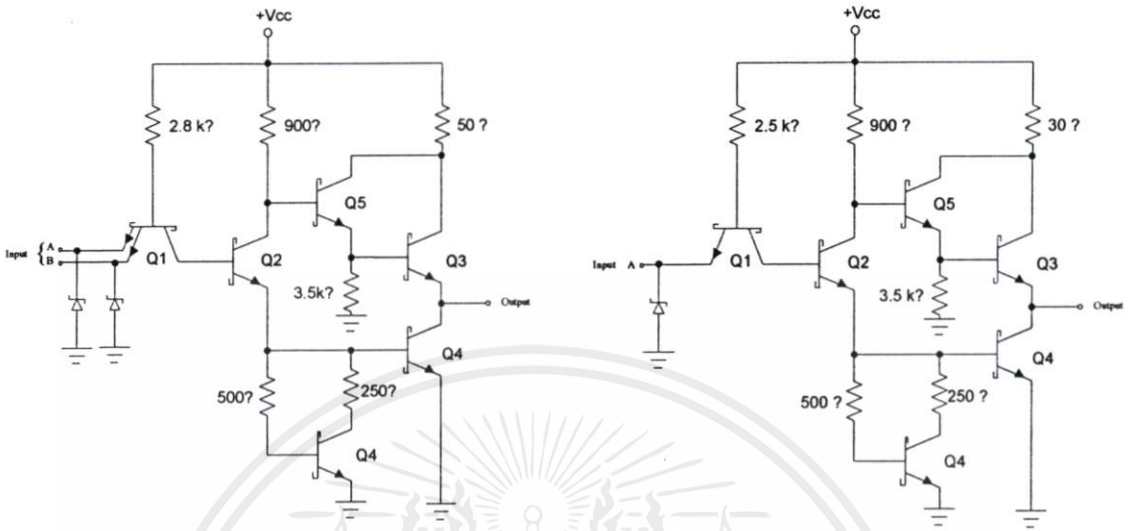 +Vcc
2.8 k?
900?
50 ?
Q5
Input { A
B
Q1
Q2
Q3
3.5k?
Output
Q4
500?
250?
Q4
+Vcc
2.5 k?
900 ?
30 ?
Q5
Input A
Q1
Q2
Q3
3.5 k?
Output
Q4
500 ?
250 ?
Q4